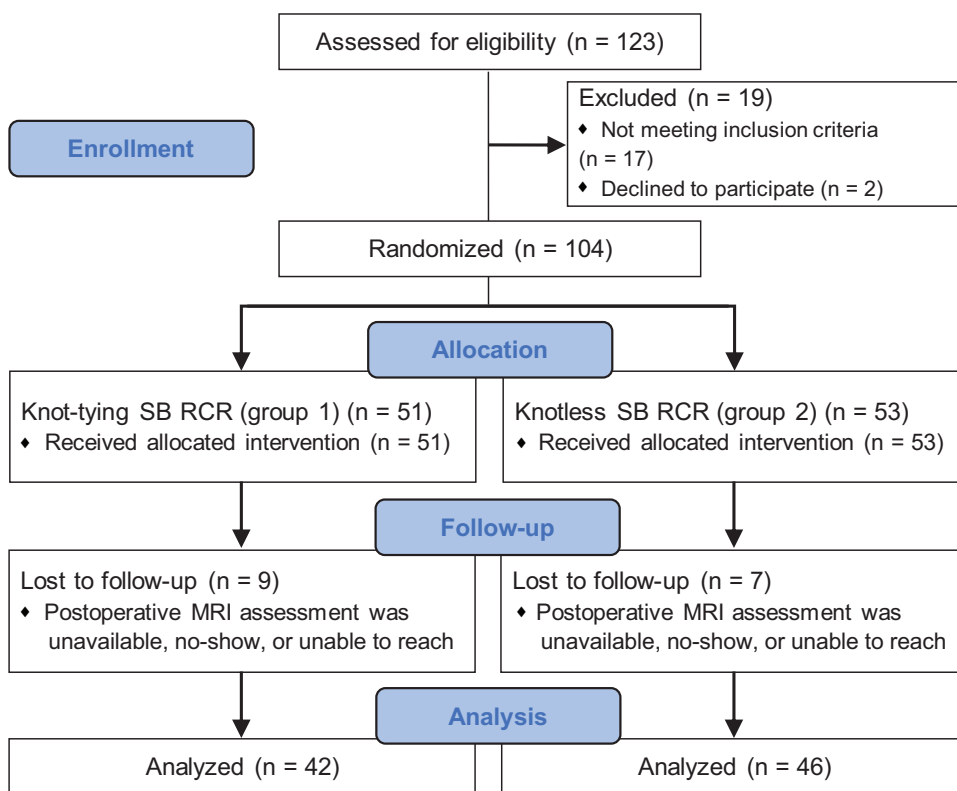 Assessed for eligibility (n = 123)
Excluded (n = 19)
♦ Not meeting inclusion criteria
(n = 17)
♦ Declined to participate (n = 2)
Enrollment
Randomized (n = 104)
Allocation
Knot-tying SB RCR (group 1) (n = 51)
♦ Received allocated intervention (n = 51)
Knotless SB RCR (group 2) (n = 53)
♦ Received allocated intervention (n = 53)
Follow-up
Lost to follow-up (n = 9)
♦ Postoperative MRI assessment was
unavailable, no-show, or unable to reach
Lost to follow-up (n = 7)
♦ Postoperative MRI assessment was
unavailable, no-show, or unable to reach
Analysis
Analyzed (n = 42)
Analyzed (n = 46)